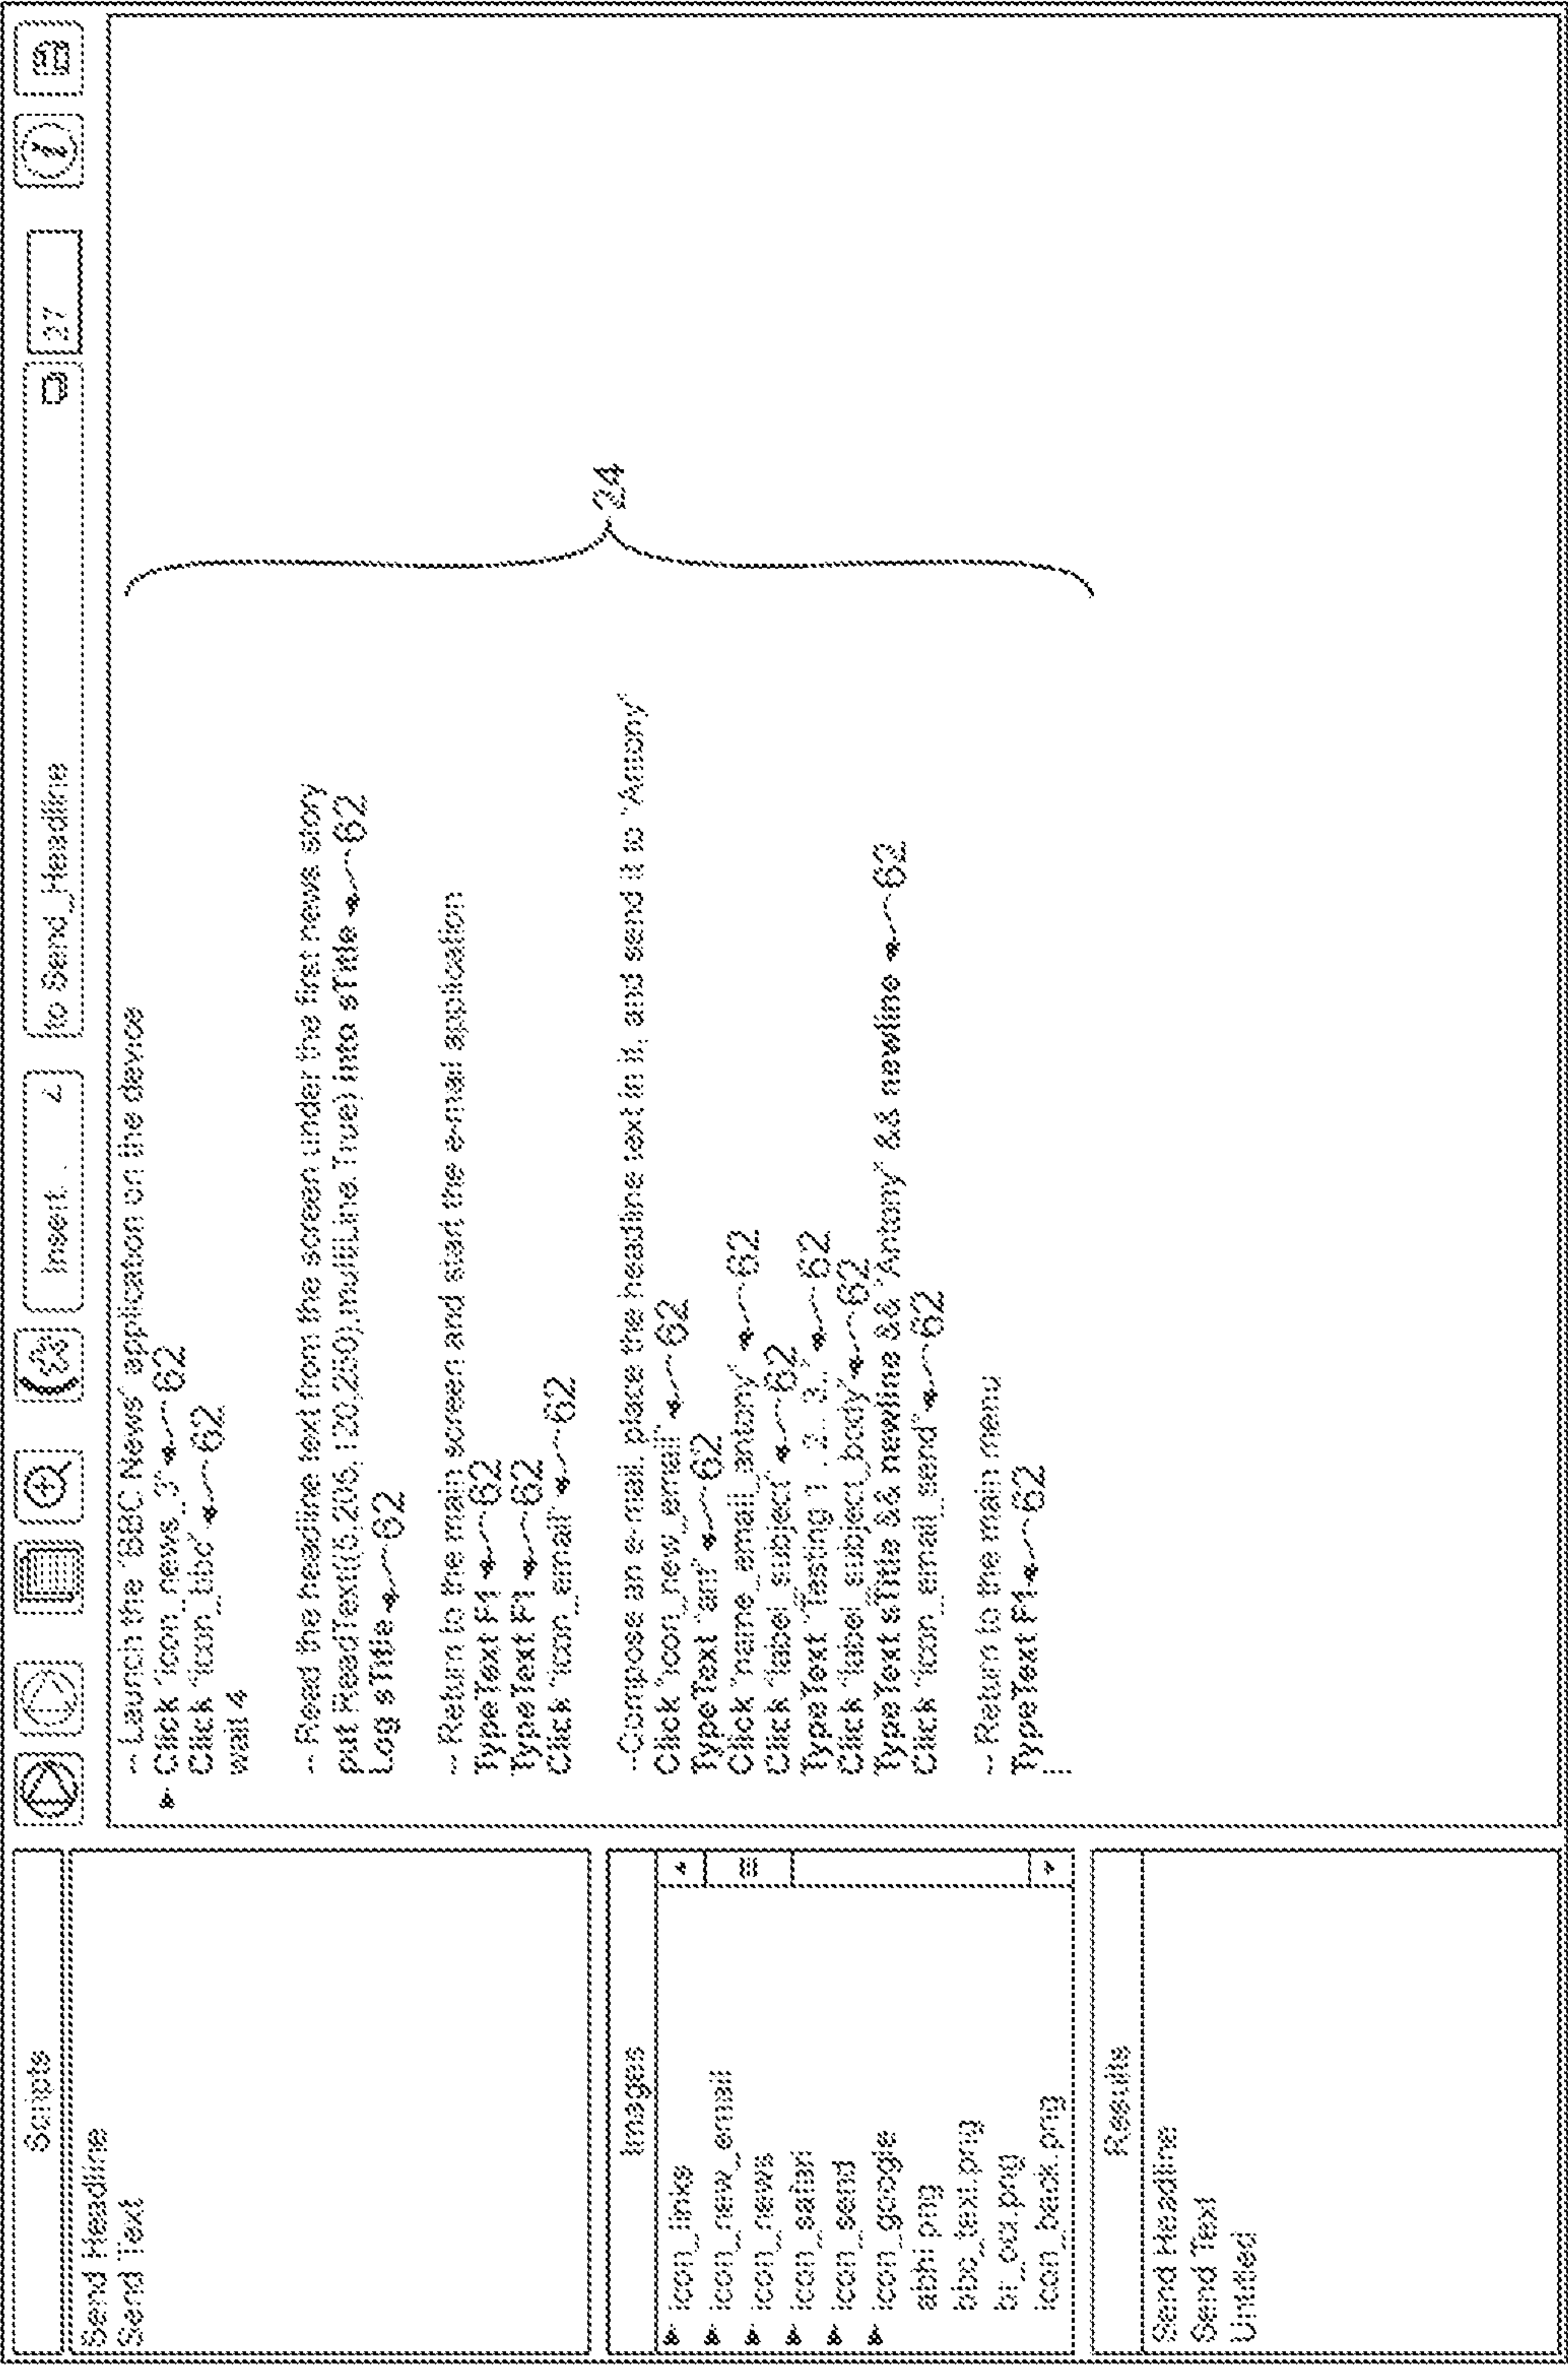 Scripts
Send Headline
Send Text
Images
icon_links
icon_new_email
icon_news
icon_safari
icon_send
icon_google
abhi.png
bbc_text.png
br_ocr.png
icon_back.png
Results
Send Headline
Send Text
Untitled
Insert. .
to Send_Headline
27
i
-- Launch the "BBC News" application on the device
Click "icon_news_3" 62
Click "icon_bbc" 62
wait 4
-- Read the headline text from the screen under the first news story
put ReadText((5,206,120,250),multiLine:True) into sTitle 62
Log sTitle 62
-- Return to the main screen and start the e-mail application
TypeText F1 62
TypeText F1 62
Click "icon_email" 62
--Compose an e-mail, place the headline text in it, and send it to "Antony"
Click "icon_new_email" 62
TypeText "ant" 62
Click "name_email_antony" 62
Click "label_subject" 62
TypeText "Testing 1. 2.. 3.." 62
Click "label_subject_body" 62
TypeText sTitle && newline && "Antony" && newline 62
Click "icon_email_send" 62
-- Return to the main menu
TypeText F1 62
24